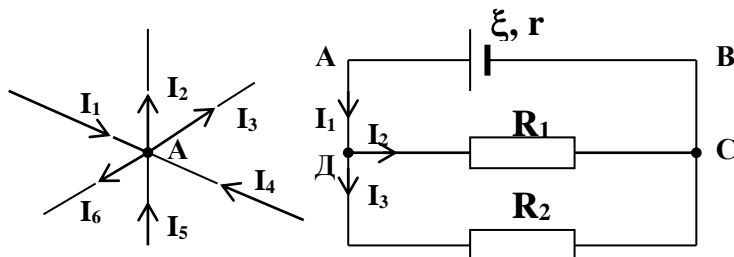 I₁
I₂
I₃
A
I₄
I₆
I₅
ξ, r
А
В
I₁
I₂
R₁
Д
С
I₃
R₂